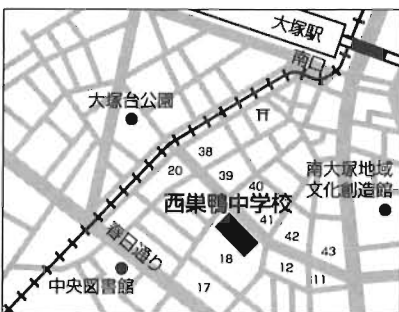 大塚駅
南口
大塚台公園
38
20
39
40
南大塚地域
文化創造館
西巣鴨中学校
41
42
43
18
12
11
春日通り
中央図書館
17